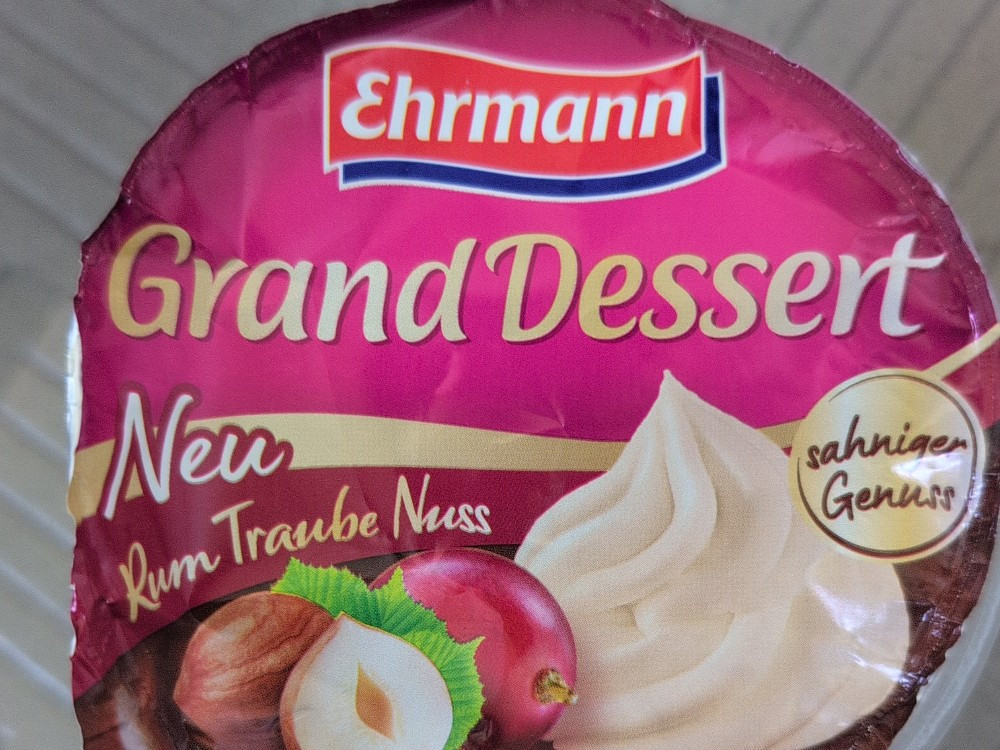 Ehrmann
Grand Dessert
Neu
Rum Traube Nuss
sahniger
Genuss